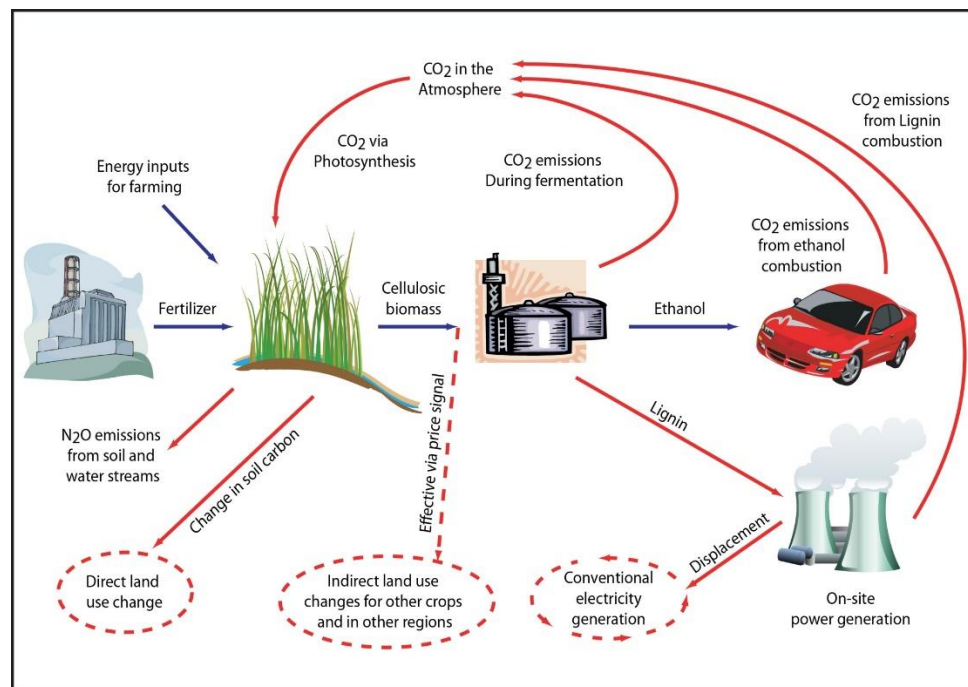 CO2 in the
Atmosphere
CO2 emissions
from Lignin
combustion
CO2 via
Photosynthesis
Energy inputs
for farming
CO2 emissions
During fermentation
CO2 emissions
from ethanol
combustion
Fertilizer
Cellulosic
biomass
Ethanol
Effective via price signal
Lignin
N2O emissions
from soil and
water streams
Change in soil carbon
Displacement
Direct land
use change
Indirect land use
changes for other crops
and in other regions
Conventional
electricity
generation
On-site
power generation